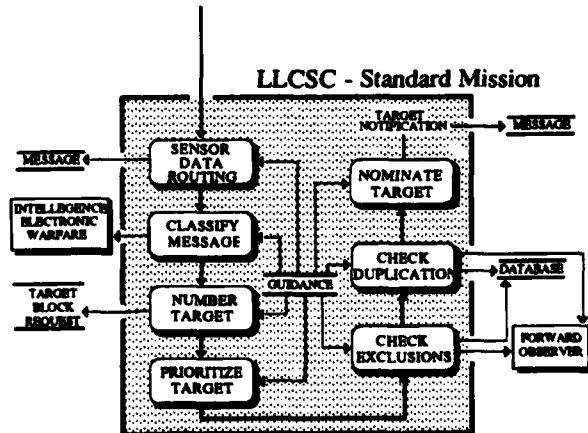 LLCSC - Standard Mission
TARGET
NOTIFICATION
MESSAGE
MESSAGE
SENSOR
DATA
ROUTING
NOMINATE
TARGET
INTELLEGENCE
ELECTRONIC
WARFARE
CLASSIFY
MESSAGE
GUIDANCE
CHECK
DUPLICATION
DATABASE
TARGET
BLOCK
REQUEST
NUMBER
TARGET
CHECK
EXCLUSIONS
FORWARD
OBSERVER
PRIORITIZE
TARGET